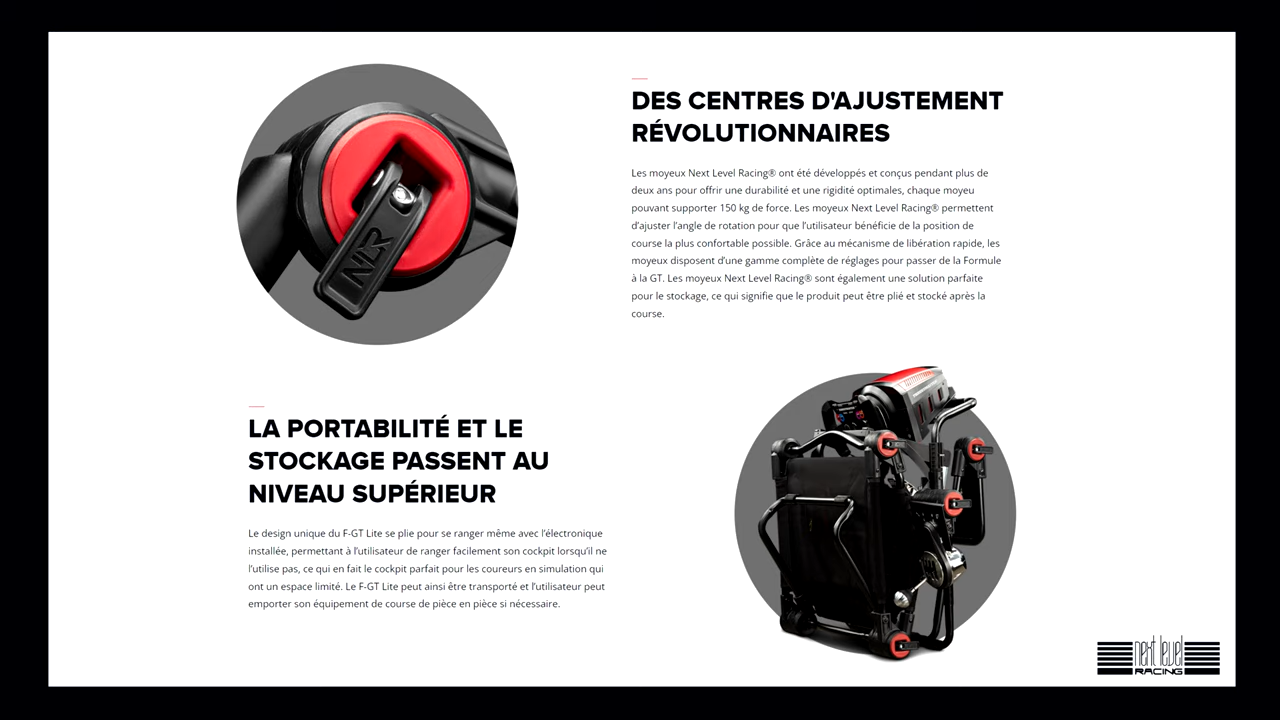 DES CENTRES D'AJUSTEMENT
RÉVOLUTIONNAIRES
Les moyeux Next Level Racing® ont été développés et conçus pendant plus de
deux ans pour offrir une durabilité et une rigidité optimales, chaque moyeu
pouvant supporter 150 kg de force. Les moyeux Next Level Racing® permettent
d’ajuster l’angle de rotation pour que l’utilisateur bénéficie de la position de
course la plus confortable possible. Grâce au mécanisme de libération rapide, les
moyeux disposent d’une gamme complète de réglages pour passer de la Formule
à la GT. Les moyeux Next Level Racing® sont également une solution parfaite
pour le stockage, ce qui signifie que le produit peut être plié et stocké après la
course.
NLR
LA PORTABILITÉ ET LE
STOCKAGE PASSENT AU
NIVEAU SUPÉRIEUR
Le design unique du F-GT Lite se plie pour se ranger même avec l’électronique
installée, permettant à l’utilisateur de ranger facilement son cockpit lorsqu’il ne
l’utilise pas, ce qui en fait le cockpit parfait pour les coureurs en simulation qui
ont un espace limité. Le F-GT Lite peut ainsi être transporté et l’utilisateur peut
emporter son équipement de course de pièce en pièce si nécessaire.
next level
RACING